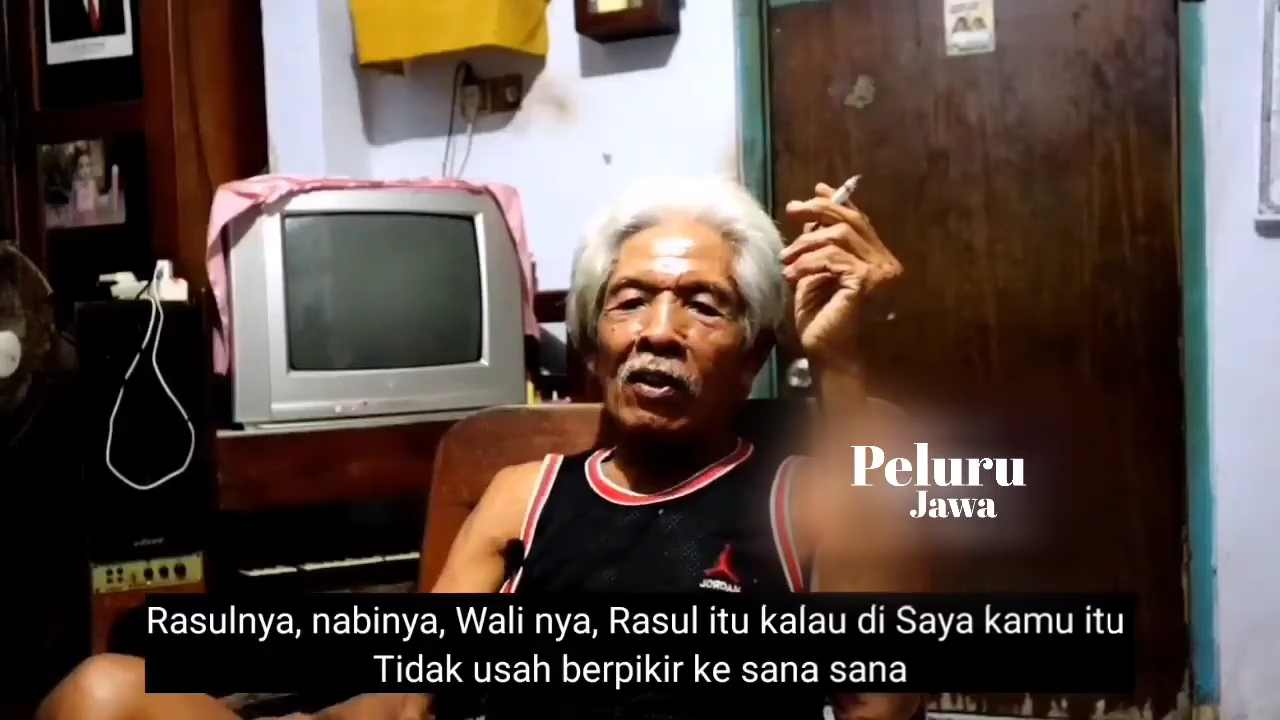 JORDAN
Peluru
Jawa
Rasulnya, nabinya, Wali nya, Rasul itu kalau di Saya kamu itu
Tidak usah berpikir ke sana sana